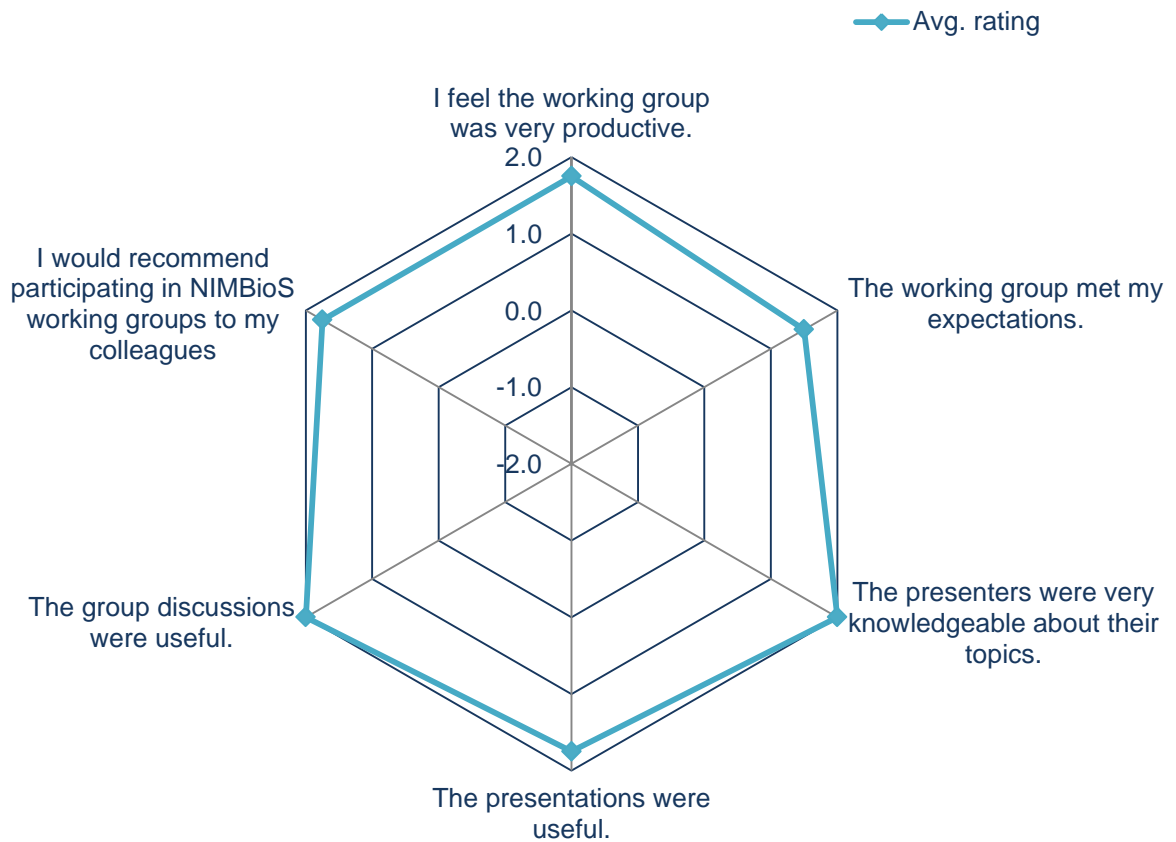 Avg. rating
I feel the working group
was very productive.
2.0
1.0
0.0
-1.0
-2.0
The working group met my
expectations.
The presenters were very
knowledgeable about their
topics.
The presentations were
useful.
The group discussions
were useful.
I would recommend
participating in NIMBioS
working groups to my
colleagues